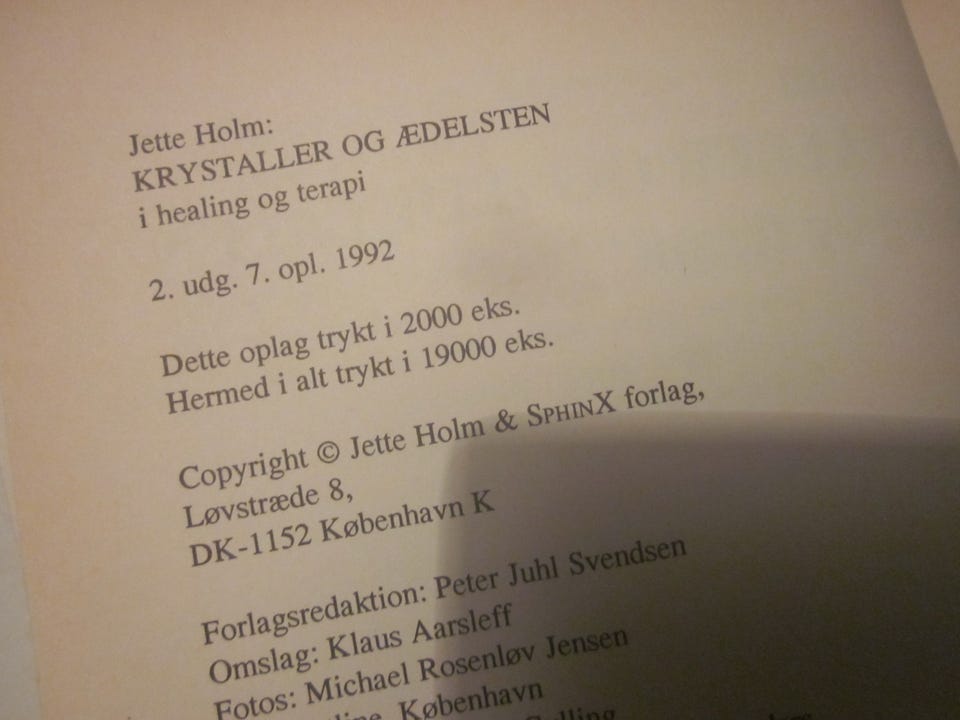 Jette Holm:
KRYSTALLER OG ÆDELSTEN
i healing og terapi
2. udg. 7. opl. 1992
Dette oplag trykt i 2000 eks.
Hermed i alt trykt i 19000 eks.
Copyright © Jette Holm & SPHINX forlag,
Løvstræde 8,
DK-1152 København K
Forlagsredaktion: Peter Juhl Svendsen
Omslag: Klaus Aarsleff
Fotos: Michael Rosenløv Jensen
København